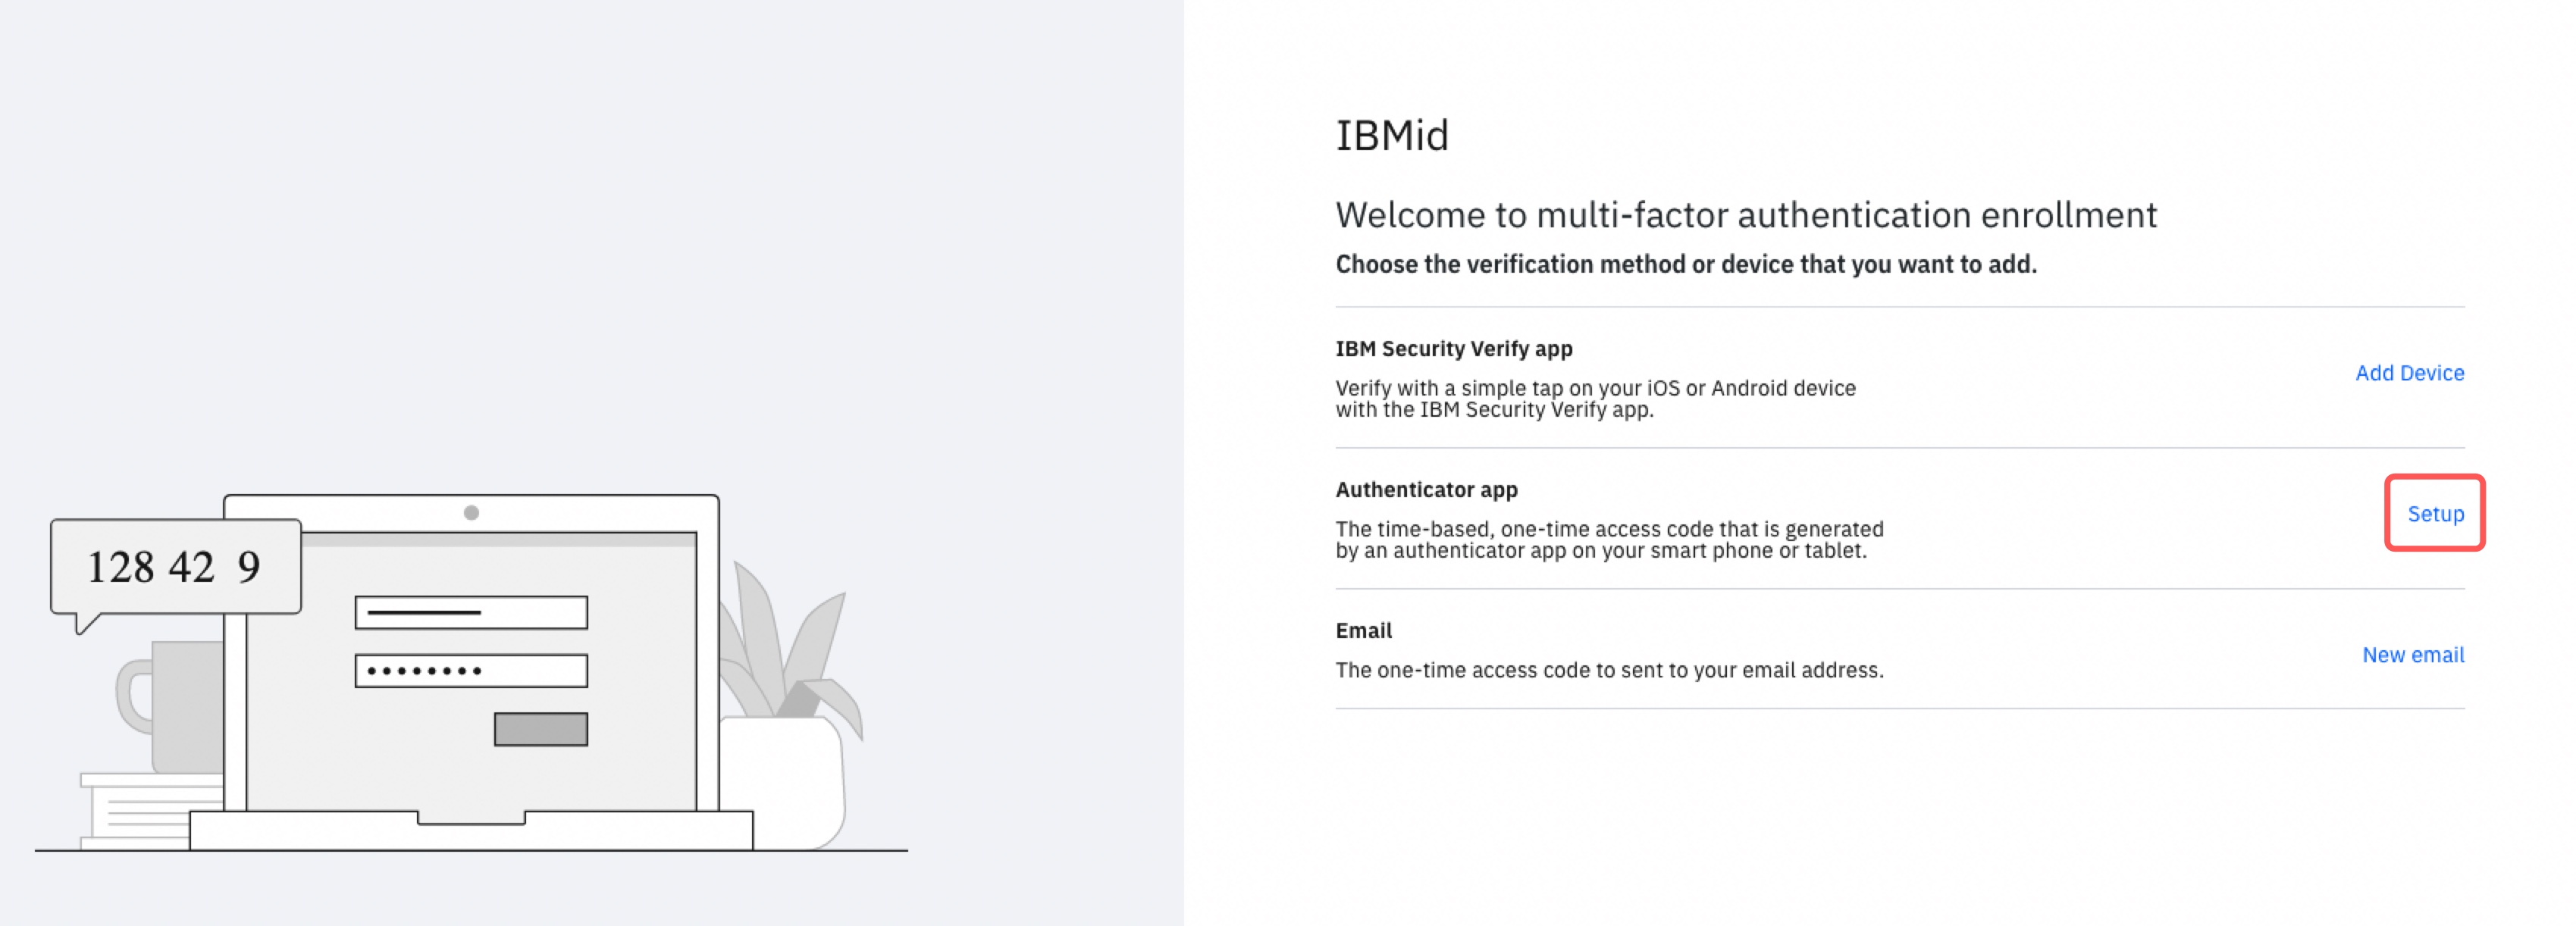 128 42 9
IBMid
Welcome to multi-factor authentication enrollment
Choose the verification method or device that you want to add.
IBM Security Verify app
Verify with a simple tap on your iOS or Android device
with the IBM Security Verify app.
Add Device
Authenticator app
The time-based, one-time access code that is generated
by an authenticator app on your smart phone or tablet.
Setup
Email
The one-time access code to sent to your email address.
New email